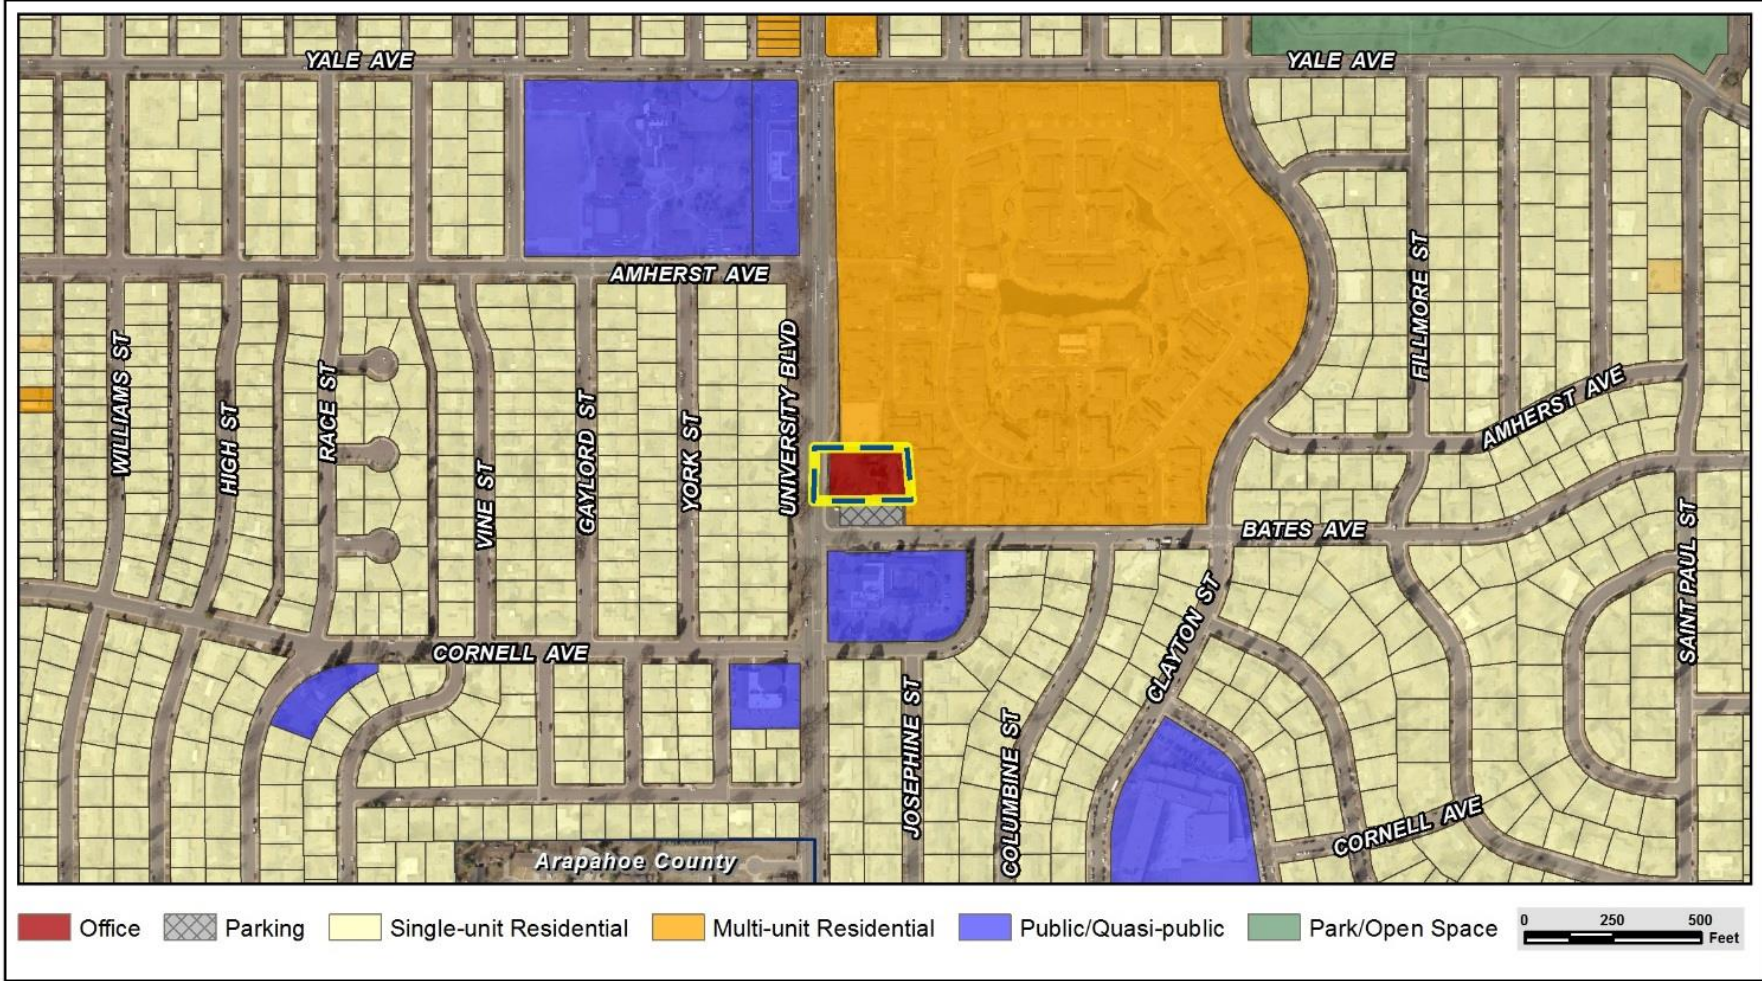 YALE AVE
YALE AVE
AMHERST AVE
UNIVERSITY BLVD
FILLMORE ST
WILLIAMS ST
HIGH ST
RACE ST
VINE ST
GAYLORD ST
YORK ST
AMHERST AVE
BATES AVE
SAINT PAUL ST
CLAYTON ST
CORNELL AVE
JOSEPHINE ST
COLUMBINE ST
CORNELL AVE
Arapahoe County
Office
Parking
Single-unit Residential
Multi-unit Residential
Public/Quasi-public
Park/Open Space
0 250 500
Feet